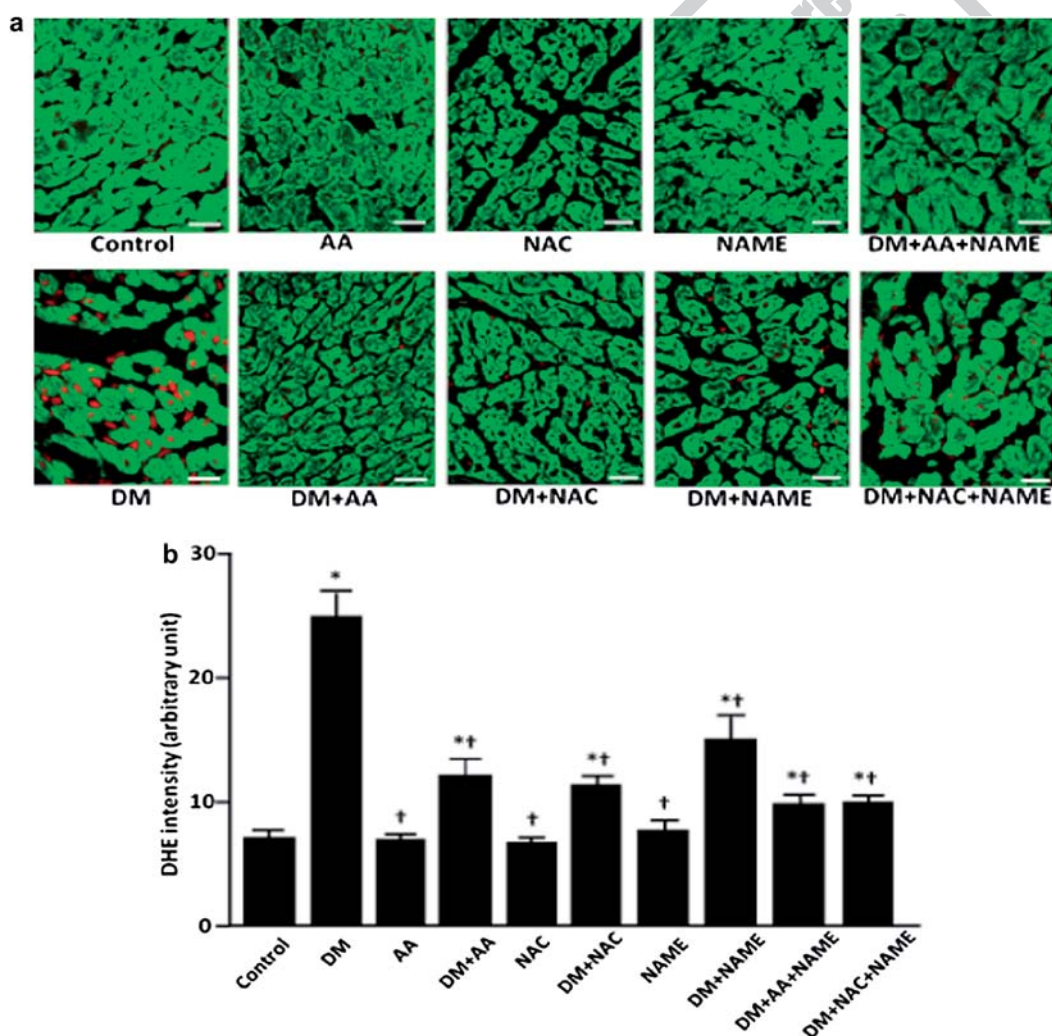 a
Control AA NAC NAME DM+AA+NAME
DM DM+AA DM+NAC DM+NAME DM+NAC+NAME
b
DHE intensity (arbitrary unit)
30
20
10
0
*
†
*†
†
*†
†
*†
*†
*†
Control DM AA DM+AA NAC DM+NAC NAME DM+NAME DM+AA+NAME DM+NAC+NAME